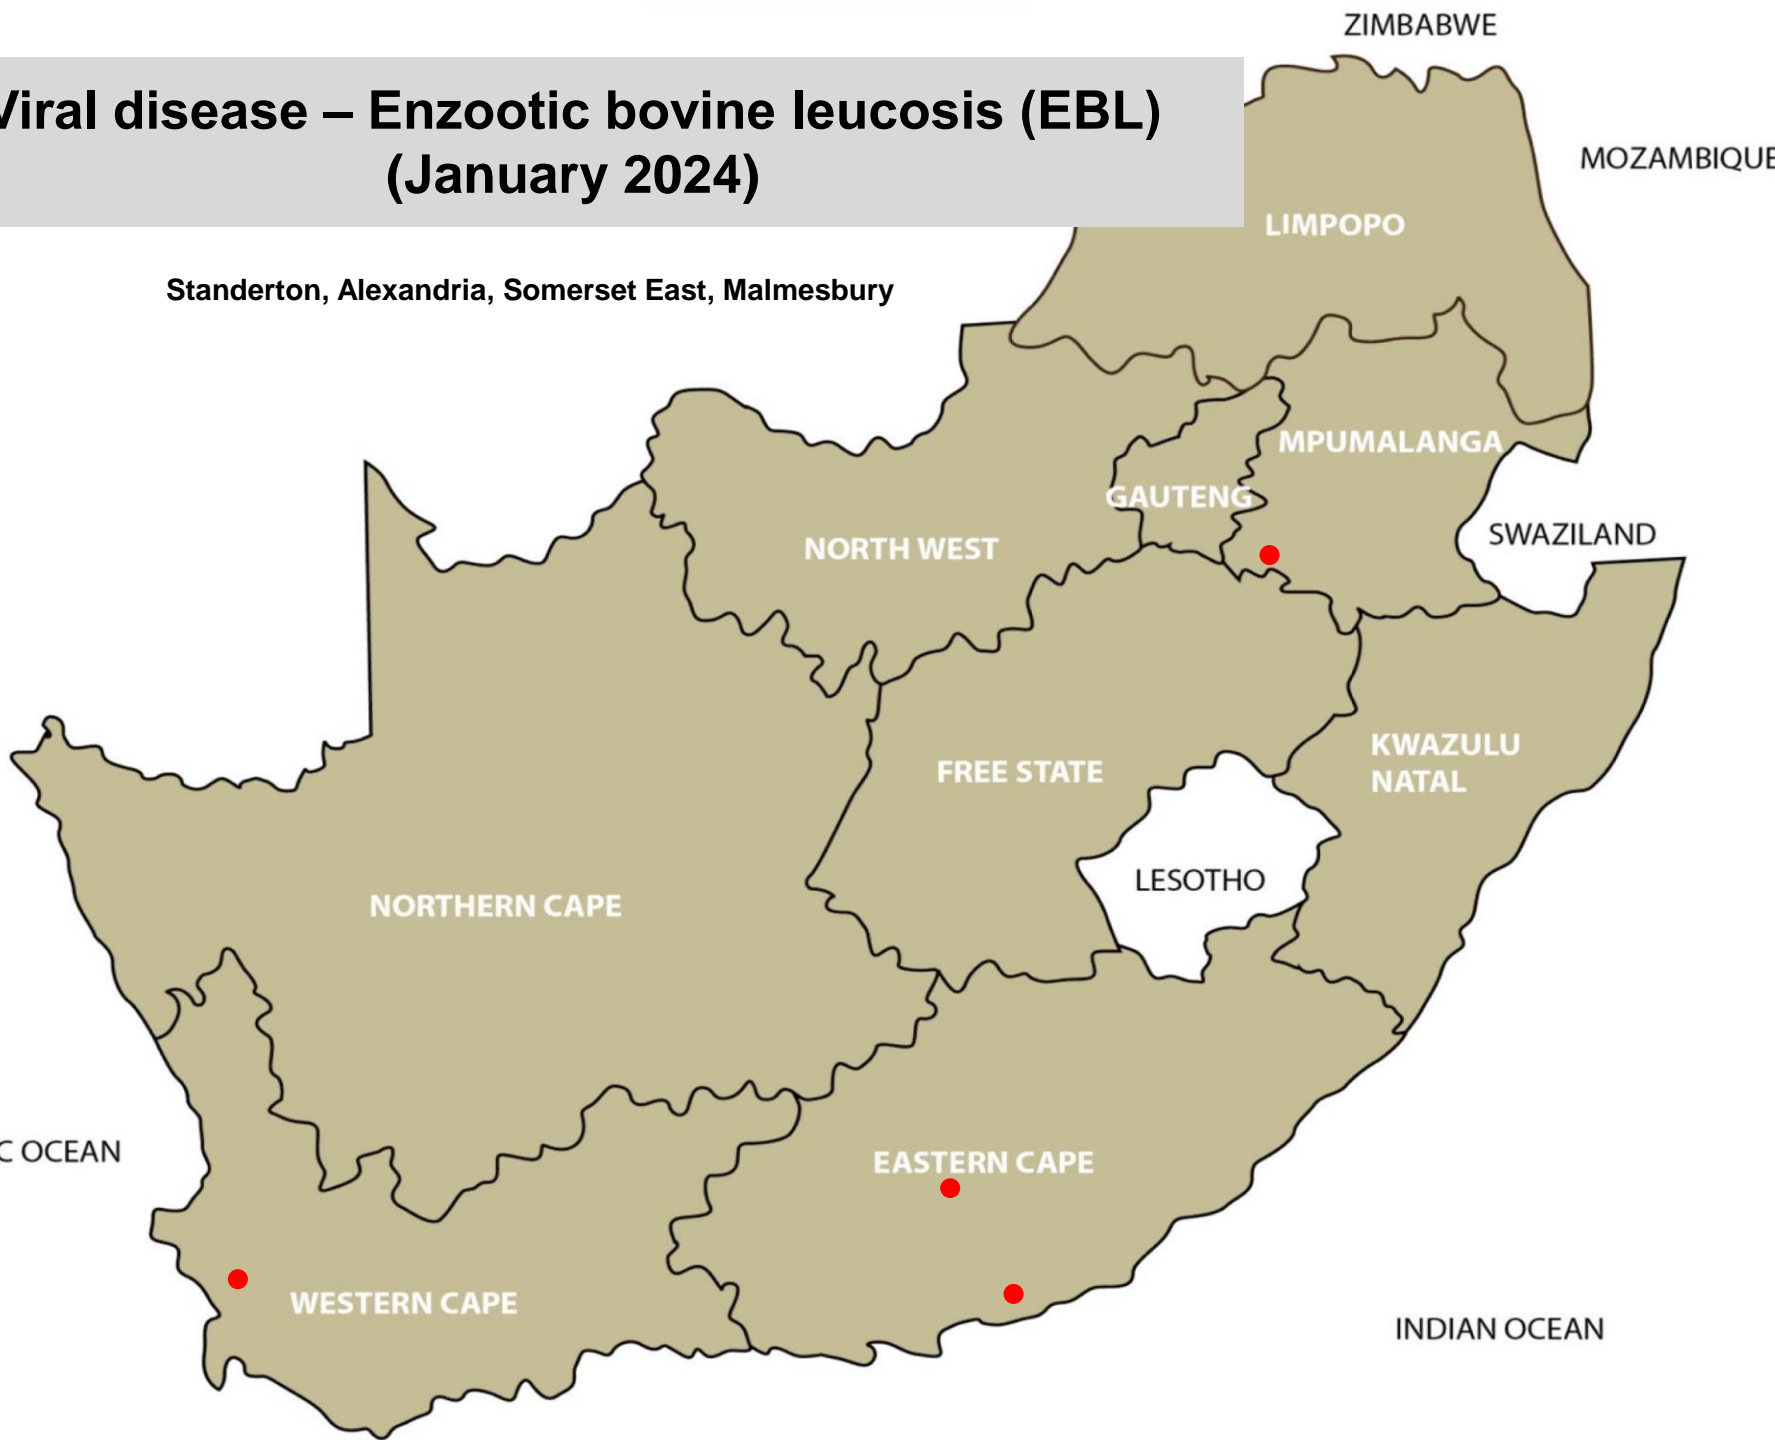 ZIMBABWE
Viral disease – Enzootic bovine leucosis (EBL)
(January 2024)
MOZAMBIQUE
LIMPOPO
Standerton, Alexandria, Somerset East, Malmesbury
MPUMALANGA
GAUTENG
SWAZILAND
NORTH WEST
KWAZULU
NATAL
FREE STATE
LESOTHO
NORTHERN CAPE
C OCEAN
EASTERN CAPE
WESTERN CAPE
INDIAN OCEAN